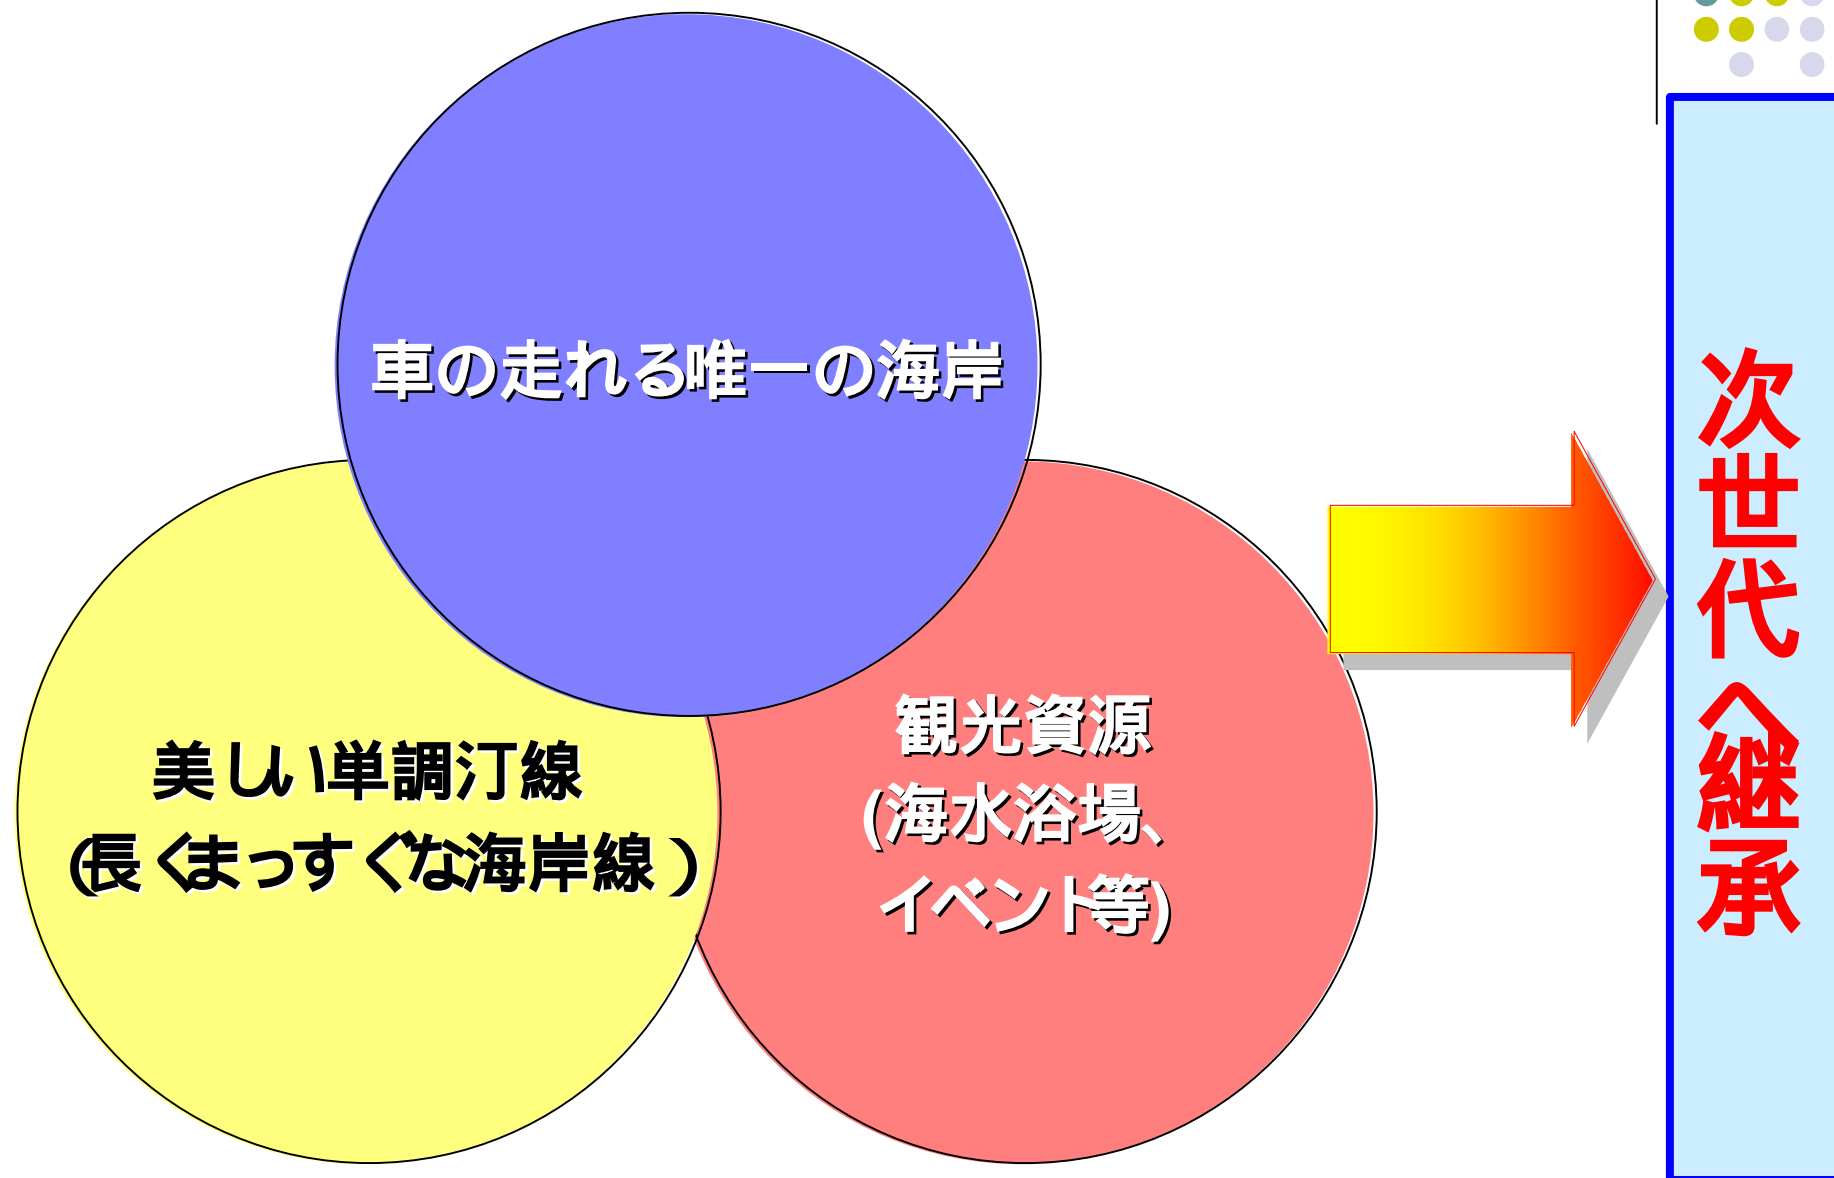 車の走れる唯一の海岸
美しい単調汀線
(長くまっすぐな海岸線)
観光資源
(海水浴場、
イベント等)
次世代へ継承